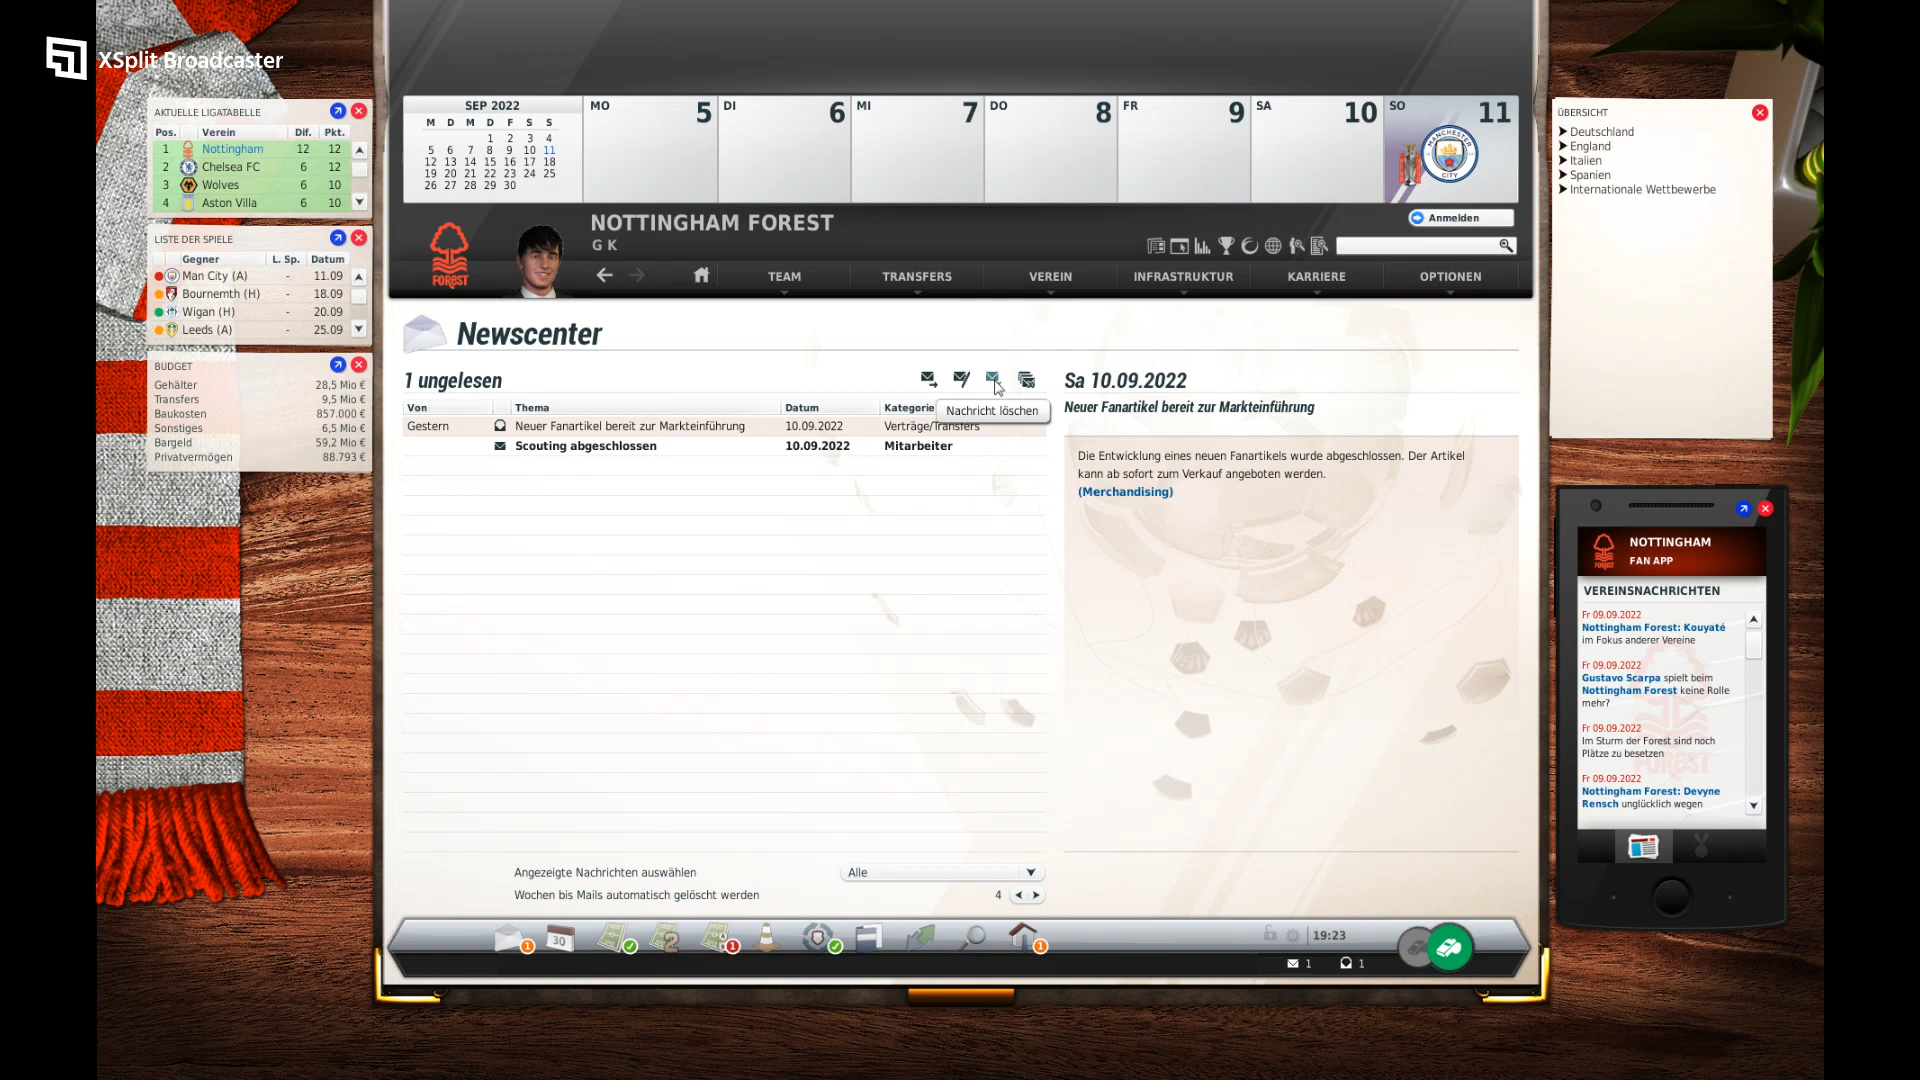 XSplit Broadcaster
AKTUELLE LIGATABELLE
Pos. Verein Dif. Pkt.
1 Nottingham 12 12
2 Chelsea FC 6 12
3 Wolves 6 10
4 Aston Villa 6 10
LISTE DER SPIELE
Gegner L. Sp. Datum
Man City (A) - 11.09
Bournemth (H) - 18.09
Wigan (H) - 20.09
Leeds (A) - 25.09
BUDGET
Gehälter 28,5 Mio €
Transfers 9,5 Mio €
Baukosten 857.000 €
Sonstiges 6,5 Mio €
Bargeld 59,2 Mio €
Privatvermögen 88.793 €
SEP 2022
M D M D F S S
1 2 3 4
5 6 7 8 9 10 11
12 13 14 15 16 17 18
19 20 21 22 23 24 25
26 27 28 29 30
MO 5 DI 6 MI 7 DO 8 FR 9 SA 10 SO 11
MANCHESTER
CITY
FOREST
NOTTINGHAM FOREST
G K
Anmelden
TEAM TRANSFERS VEREIN INFRASTRUKTUR KARRIERE OPTIONEN
Newscenter
1 ungelesen
Nachricht löschen
Von Thema Datum Kategorie
Gestern Neuer Fanartikel bereit zur Markteinführung 10.09.2022 Verträge/Transfers
Scouting abgeschlossen 10.09.2022 Mitarbeiter
Angezeigte Nachrichten auswählen Alle
Wochen bis Mails automatisch gelöscht werden 4
Sa 10.09.2022
Neuer Fanartikel bereit zur Markteinführung
Die Entwicklung eines neuen Fanartikels wurde abgeschlossen. Der Artikel
kann ab sofort zum Verkauf angeboten werden.
(Merchandising)
1 30 2 1 1
19:23
1 1
ÜBERSICHT
Deutschland
England
Italien
Spanien
Internationale Wettbewerbe
NOTTINGHAM
FAN APP
VEREINSNACHRICHTEN
Fr 09.09.2022
Nottingham Forest: Kouyaté
im Fokus anderer Vereine
Fr 09.09.2022
Gustavo Scarpa spielt beim
Nottingham Forest keine Rolle
mehr?
Fr 09.09.2022
Im Sturm der Forest sind noch
Plätze zu besetzen
Fr 09.09.2022
Nottingham Forest: Devyne
Rensch unglücklich wegen
FOREST